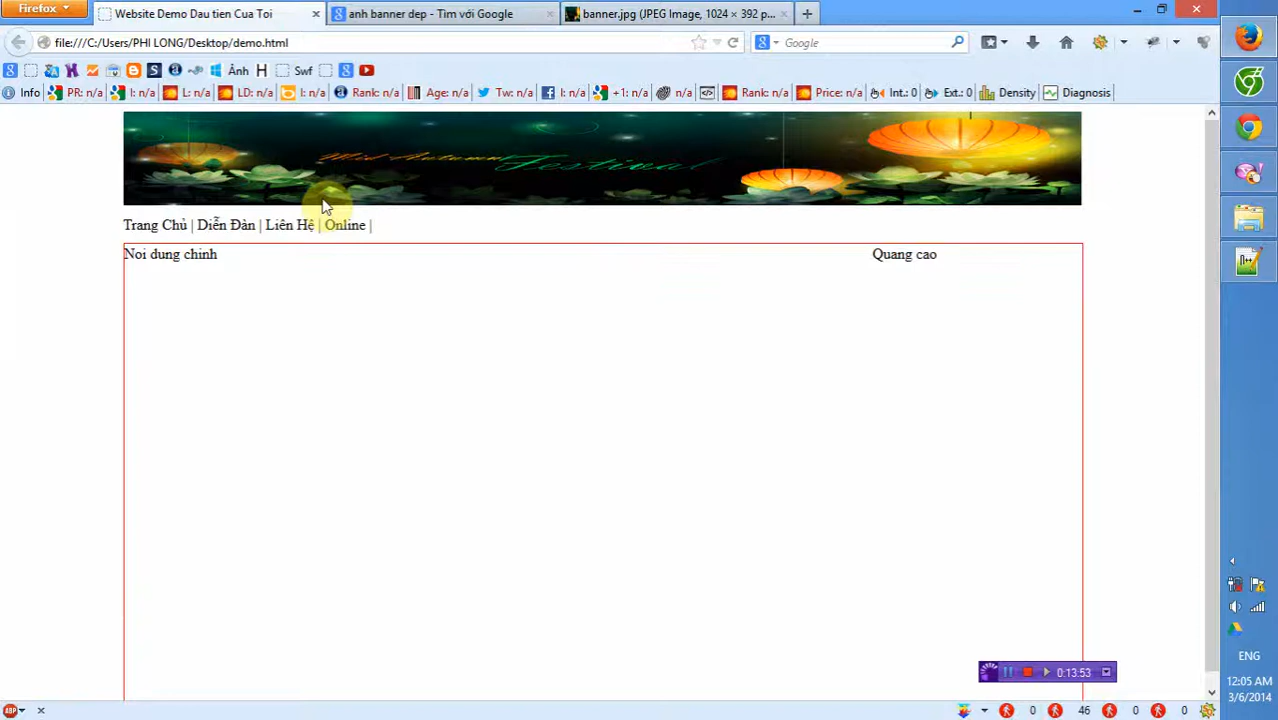 Firefox
Website Demo Dau tien Cua Toi
anh banner dep - Tìm với Google
banner.jpg (JPEG Image, 1024 × 392 p...
file:///C:/Users/PHI LONG/Desktop/demo.html
Google
Ảnh H Swf
Info PR: n/a I: n/a L: n/a LD: n/a I: n/a Rank: n/a Age: n/a Tw: n/a I: n/a +1: n/a n/a Rank: n/a Price: n/a Int.: 0 Ext.: 0 Density Diagnosis
Mid Autumn Festival
Trang Chủ | Diễn Đàn | Liên Hệ | Online |
Noi dung chinh
Quang cao
0:13.53
ENG
12:05 AM
3/6/2014
ABP
0 46 0 0